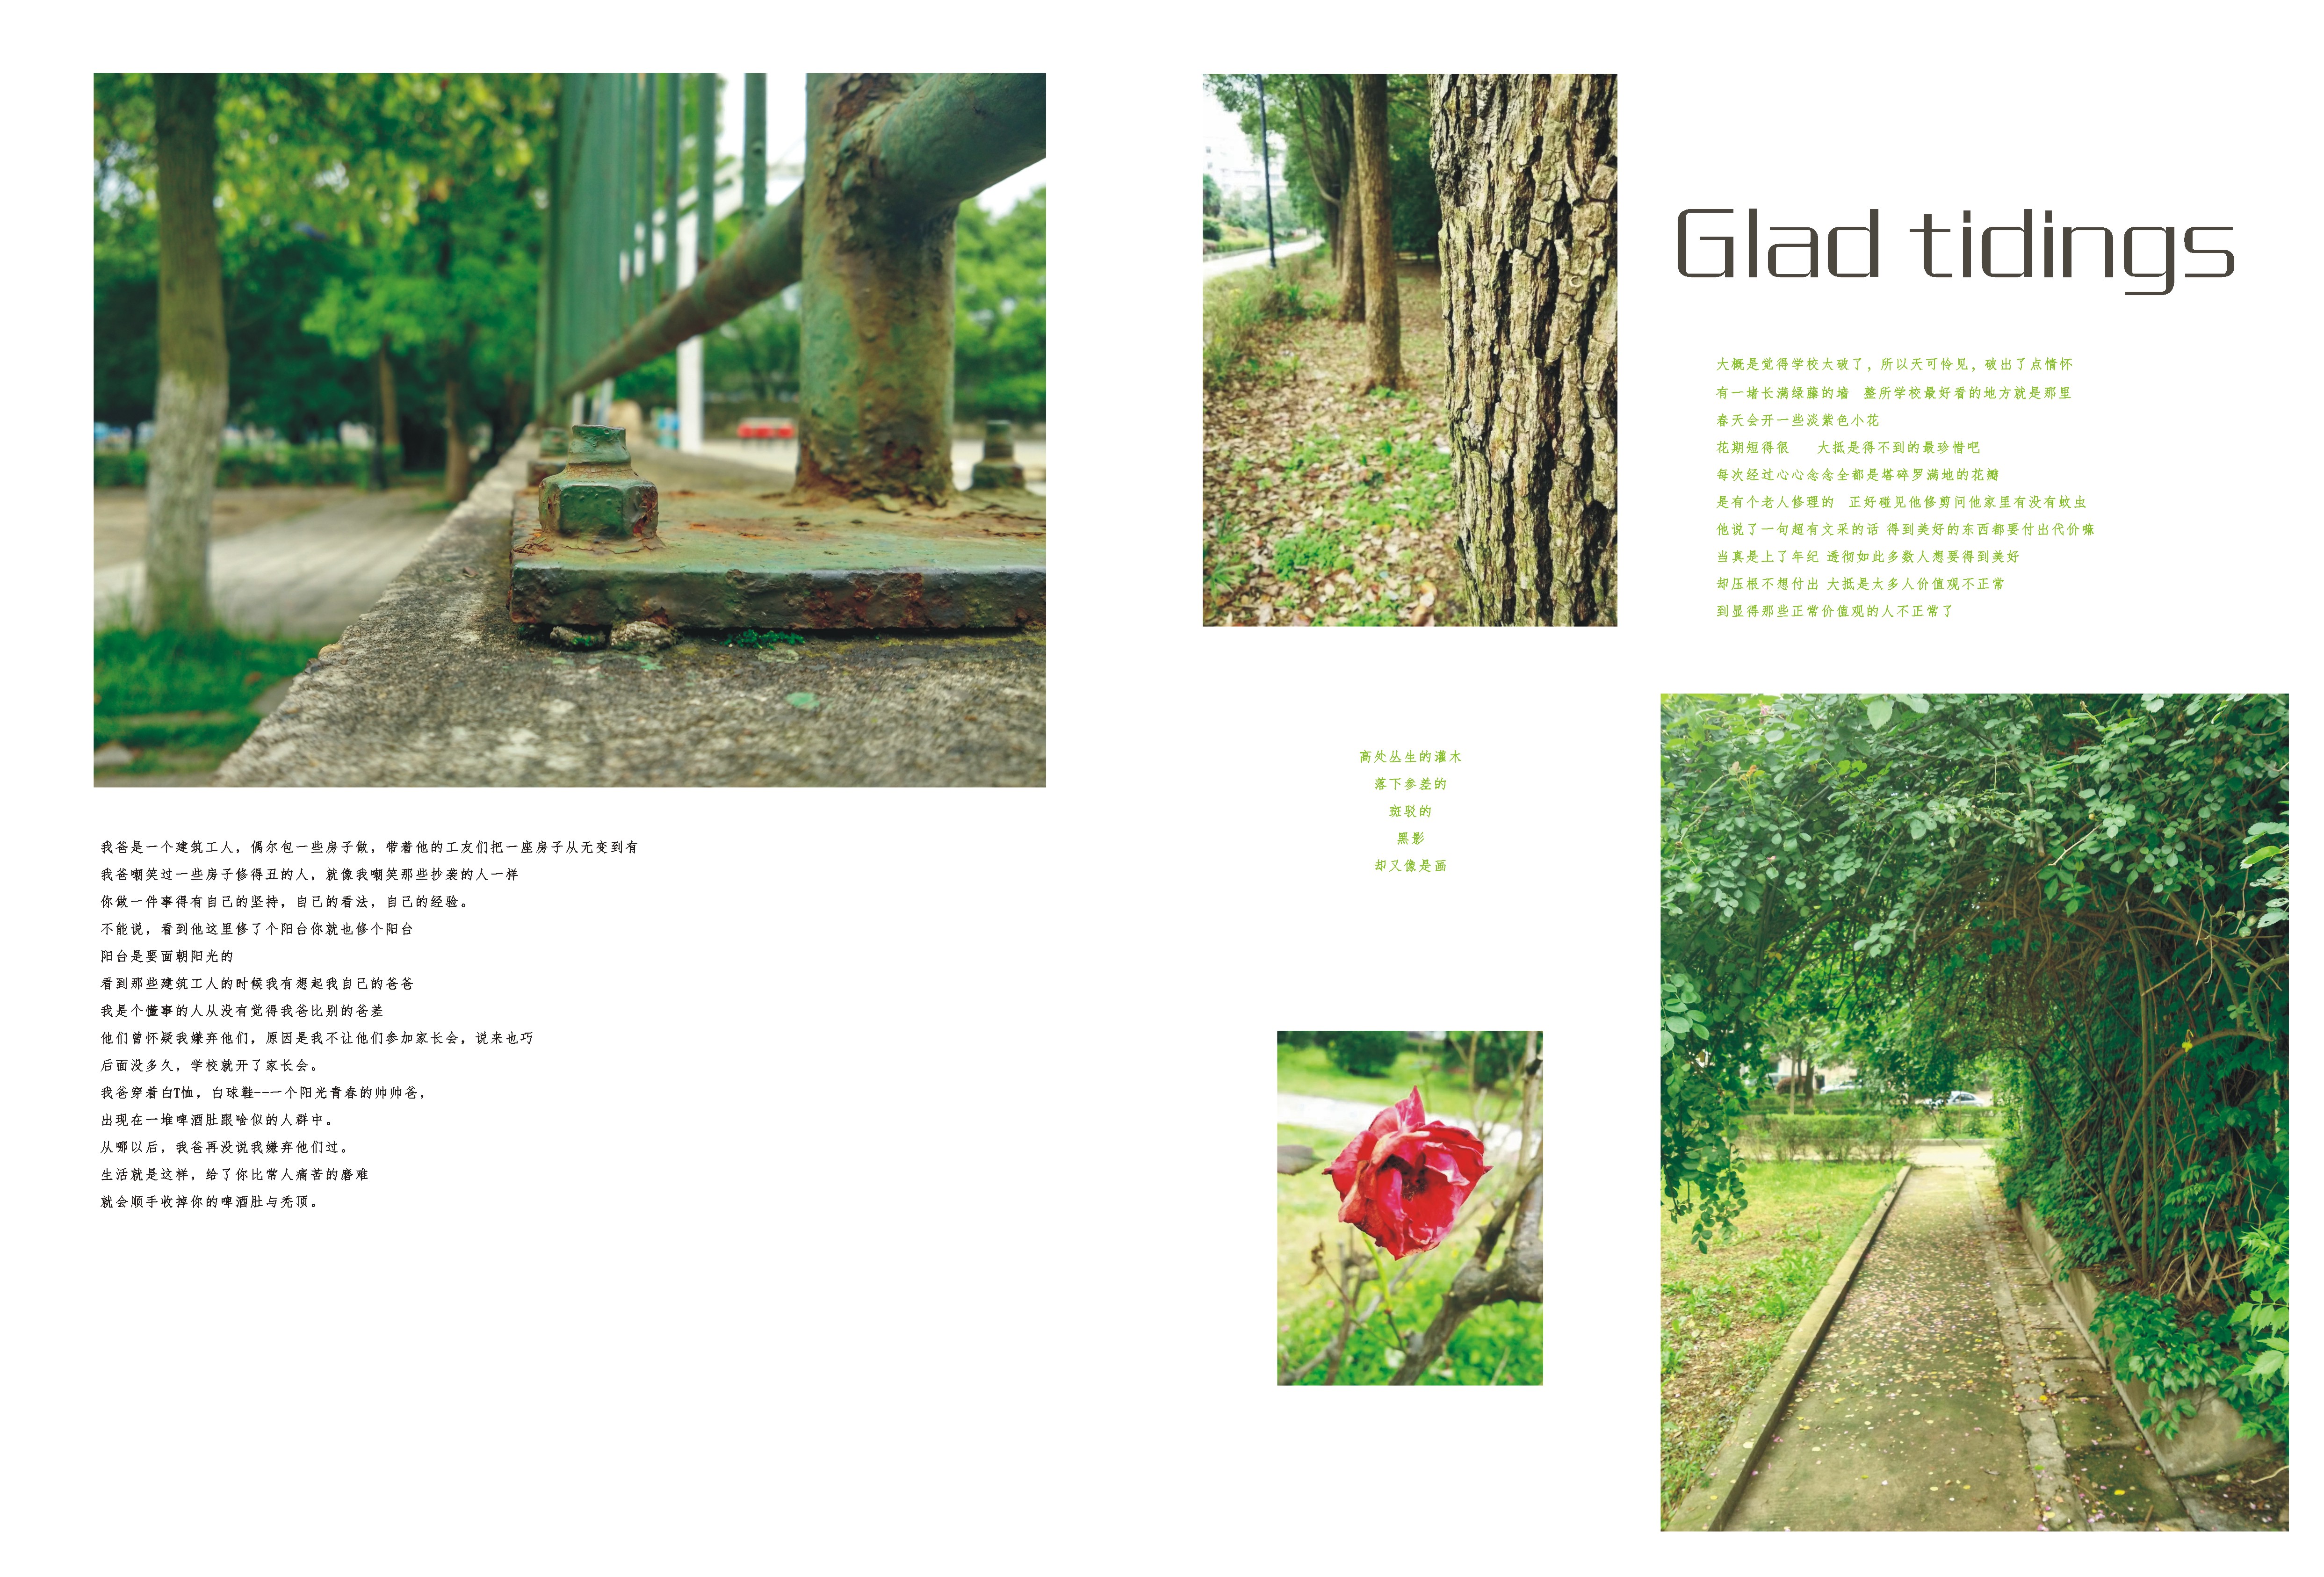 我爸是一个建筑工人，偶尔包一些房子做，带着他的工友们把一座房子从无变到有
我爸嘲笑过一些房子修得丑的人，就像我嘲笑那些抄袭的人一样
你做一件事得有自己的坚持，自己的看法，自己的经验。
不能说，看到他这里修了个阳台你就也修个阳台
阳台是要面朝阳光的
看到那些建筑工人的时候我有想起我自己的爸爸
我是个懂事的人从没有觉得我爸比别的爸差
他们曾怀疑我嫌弃他们，原因是我不让他们参加家长会，说来也巧
后面没多久，学校就开了家长会。
我爸穿着白T恤，白球鞋--一个阳光青春的帅帅爸，
出现在一堆啤酒肚跟啥似的人群中。
从哪以后，我爸再没说我嫌弃他们过。
生活就是这样，给了你比常人痛苦的磨难
就会顺手收掉你的啤酒肚与秃顶。
Glad tidings
大概是觉得学校太破了，所以天可怜见，破出了点情怀
有一堵长满绿藤的墙 整所学校最好看的地方就是那里
春天会开一些淡紫色小花
花期短得很 大抵是得不到的最珍惜吧
每次经过心心念念全都是塔碎罗满地的花瓣
是有个老人修理的 正好碰见他修剪问他家里有没有蚊虫
他说了一句超有文采的话 得到美好的东西都要付出代价嘛
当真是上了年纪 透彻如此多数人想要得到美好
却压根不想付出 大抵是太多人价值观不正常
到显得那些正常价值观的人不正常了
高处丛生的灌木
落下参差的
斑驳的
黑影
却又像是画